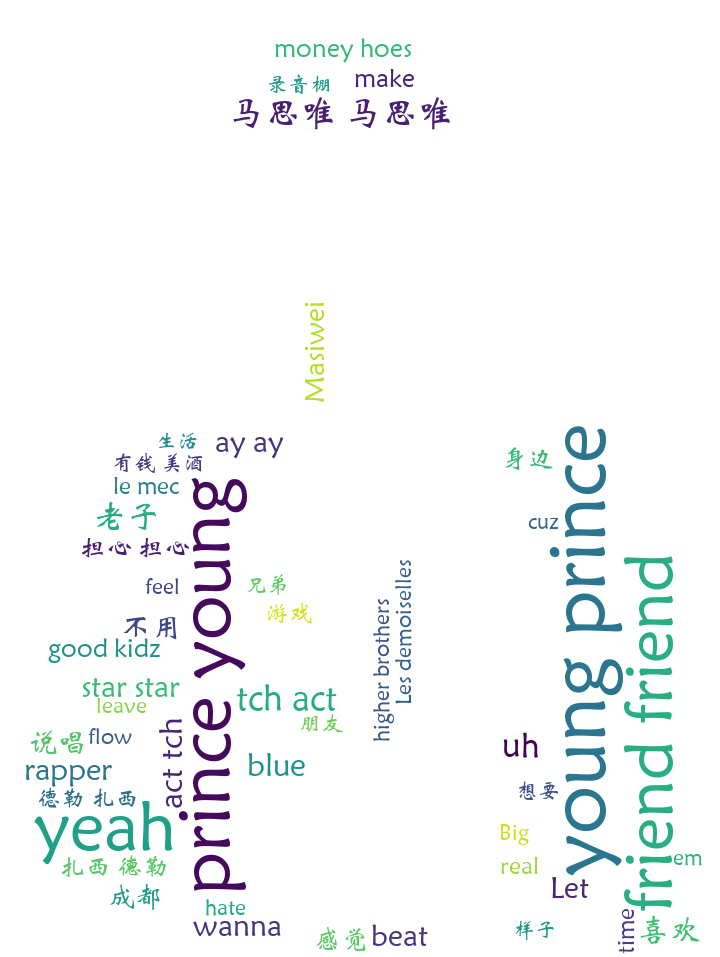 money hoes
录音棚
make
马思唯 马思唯
Masiwei
生活
ay ay
有钱 美酒
身边
le mec
老子
prince young
young prince
cuz
担心 担心
feel
兄弟
游戏
higher brothers
Les demoiselles
friend friend
不用
good kidz
star star
leave
tch act
朋友
act tch
说唱
flow
rapper
blue
uh
德勒 扎西
想要
yeah
Big
扎西 德勒
real
em
成都
Let
hate
wanna
感觉
beat
样子
time
喜欢